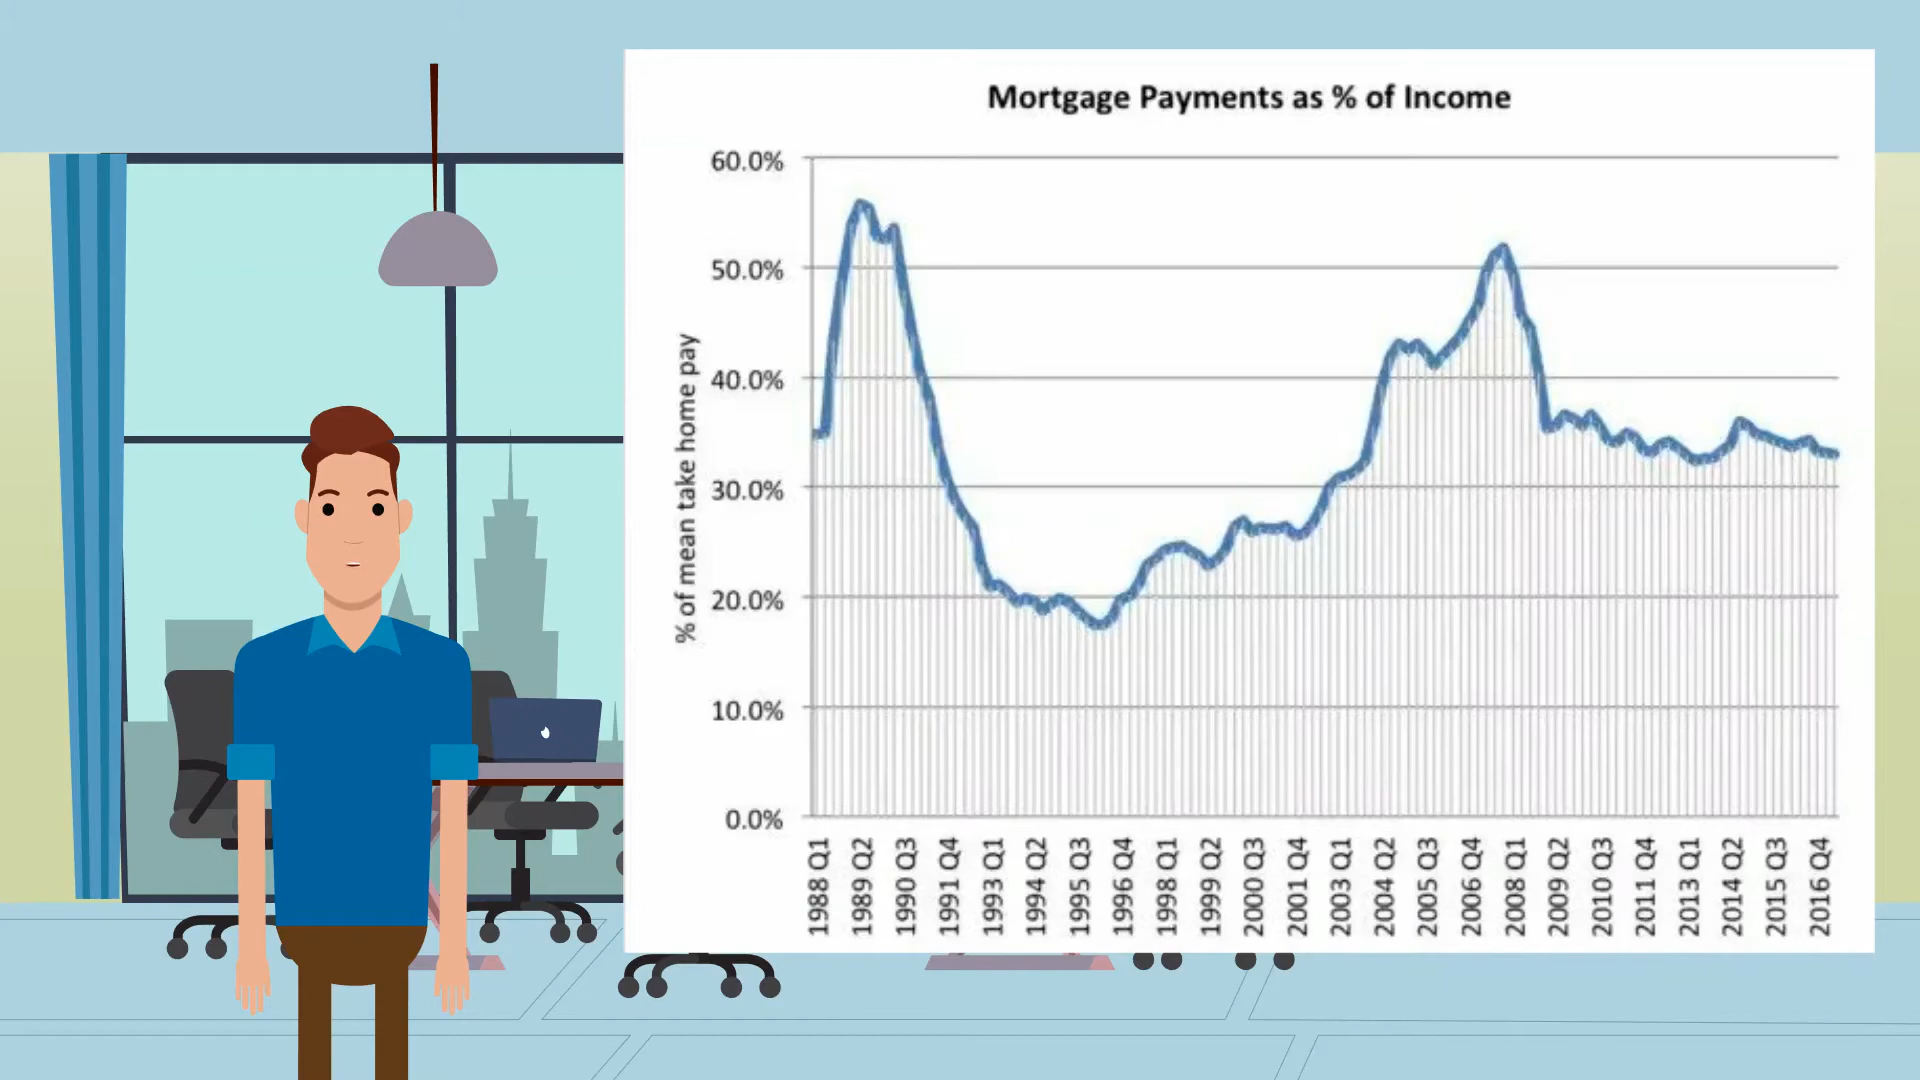 Mortgage Payments as % of Income
% of mean take home pay
60.0%
50.0%
40.0%
30.0%
20.0%
10.0%
0.0%
1988 Q1
1989 Q2
1990 Q3
1991 Q4
1993 Q1
1994 Q2
1995 Q3
1996 Q4
1998 Q1
1999 Q2
2000 Q3
2001 Q4
2003 Q1
2004 Q2
2005 Q3
2006 Q4
2008 Q1
2009 Q2
2010 Q3
2011 Q4
2013 Q1
2014 Q2
2015 Q3
2016 Q4